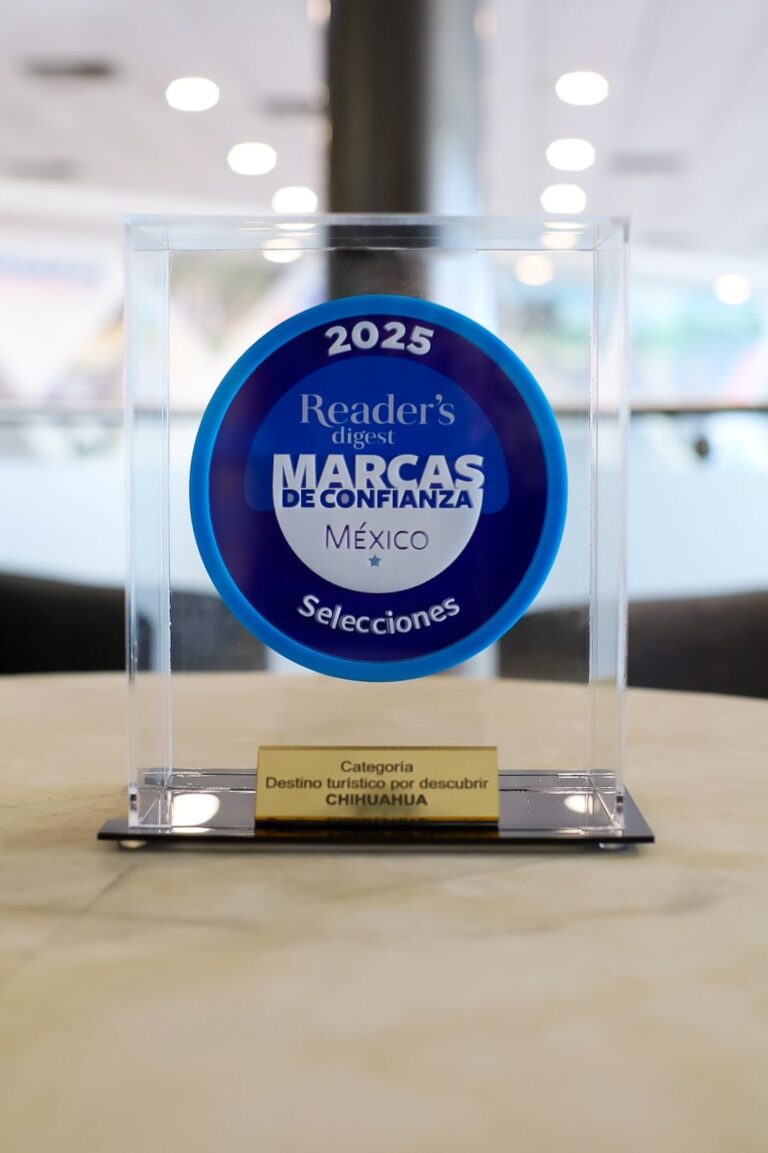 2025
Reader's
digest
MARCAS
DE CONFIANZA
MÉXICO
Selecciones
Categoría
Destino turístico por descubrir
CHIHUAHUA